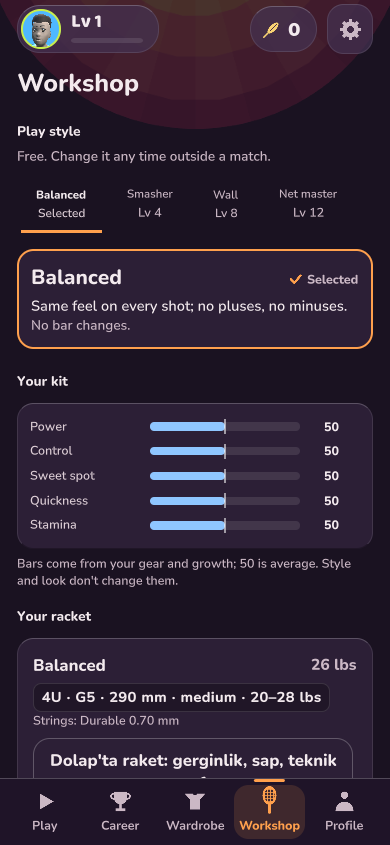 Lv 1
0
Workshop
Play style
Free. Change it any time outside a match.
Balanced
Selected
Smasher
Lv 4
Wall
Lv 8
Net master
Lv 12
Balanced
Selected
Same feel on every shot; no pluses, no minuses.
No bar changes.
Your kit
Power 50
Control 50
Sweet spot 50
Quickness 50
Stamina 50
Bars come from your gear and growth; 50 is average. Style
and look don't change them.
Your racket
Balanced 26 lbs
4U · G5 · 290 mm · medium · 20–28 lbs
Strings: Durable 0.70 mm
Dolap'ta raket: gerginlik, sap, teknik
Play
Career
Wardrobe
Workshop
Profile